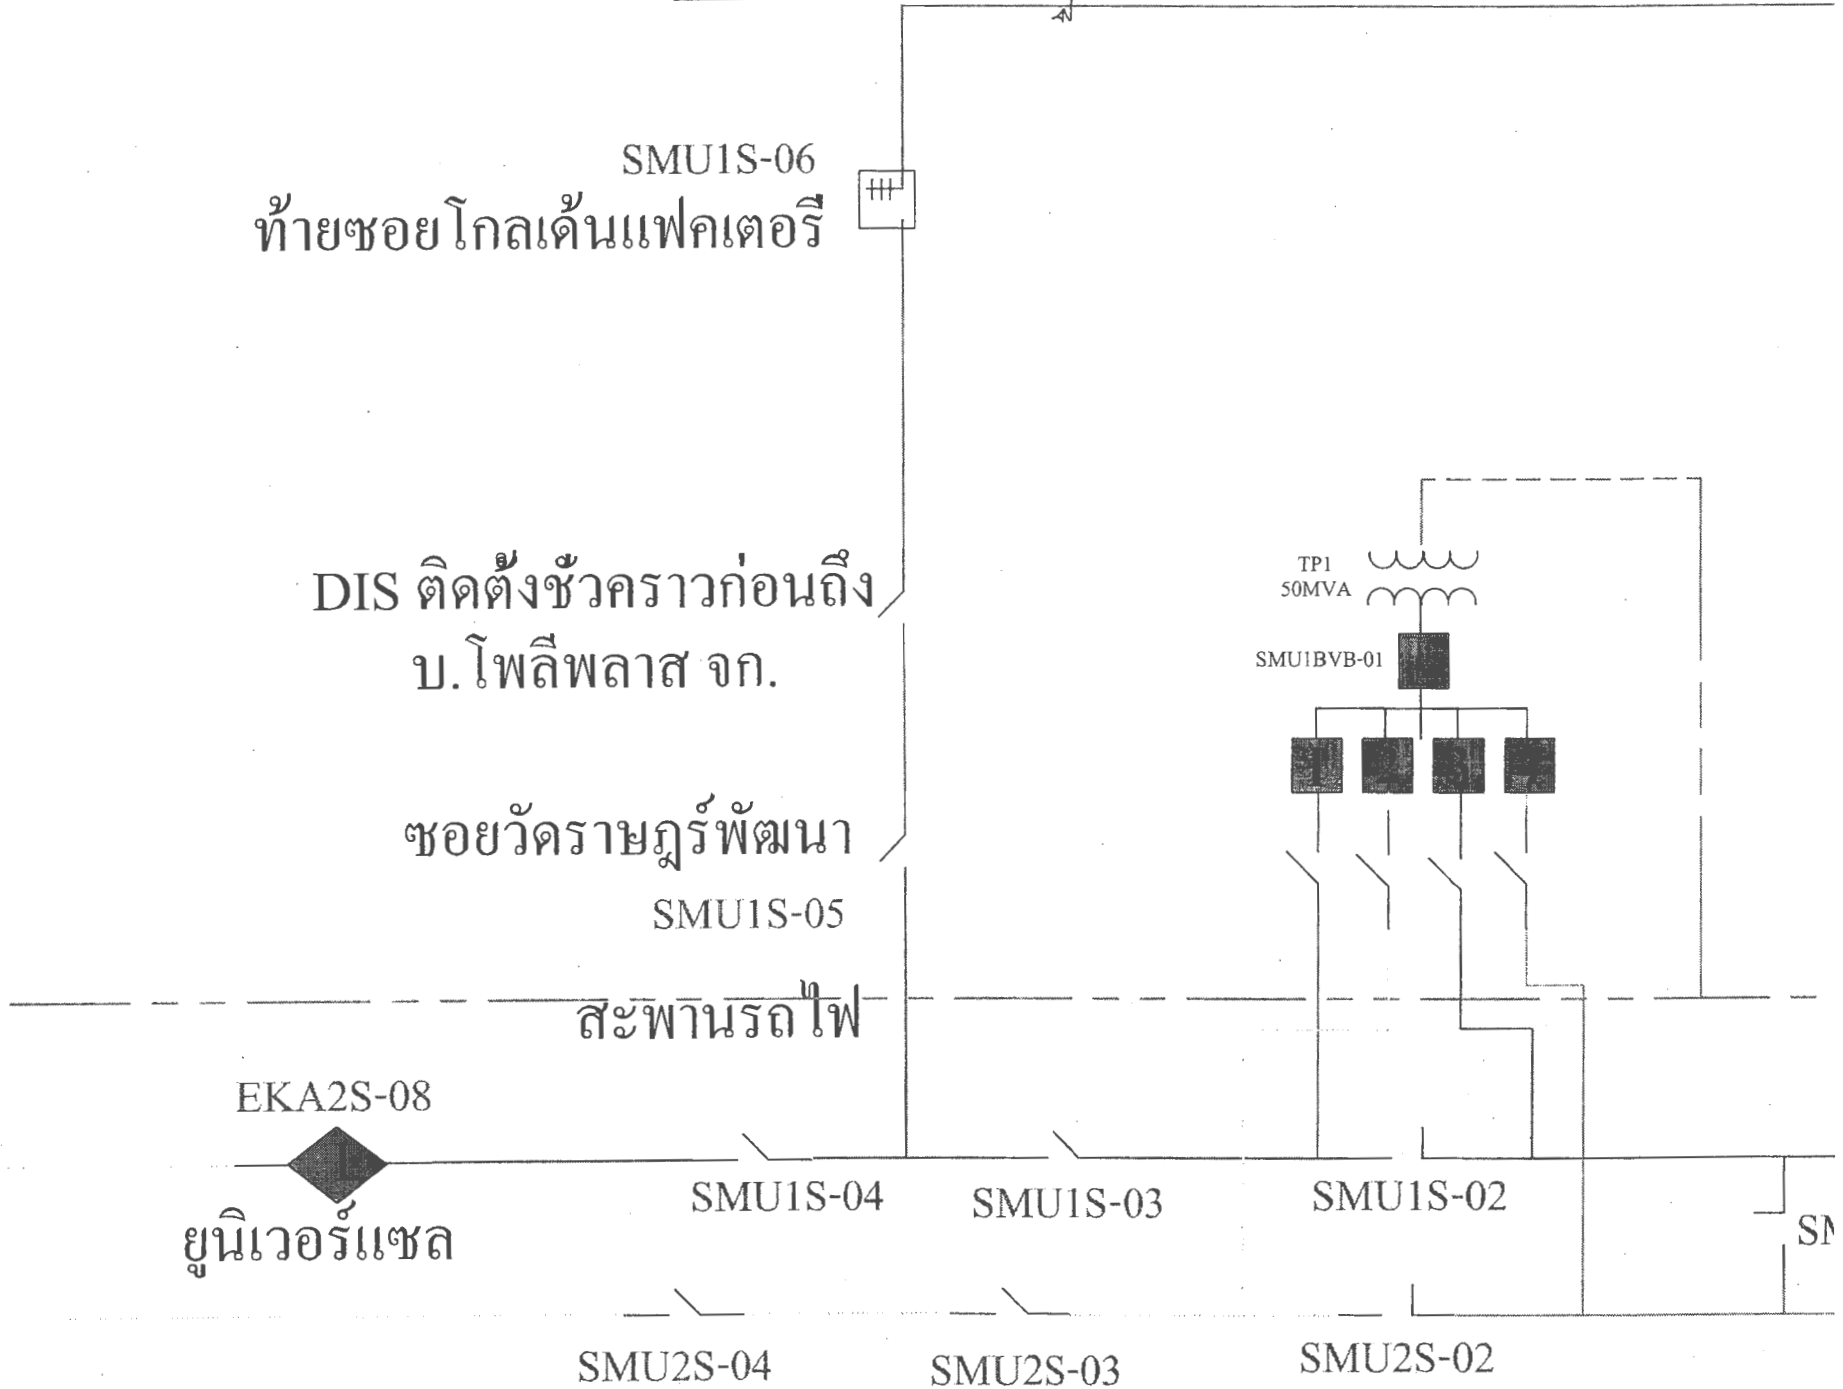 SMU1S-06
ท้ายซอยโกลเด้นแฟคเตอรี่
DIS ติดตั้งชั่วคราวก่อนถึง
บ.โพลีพลาส จก.
TP1
50MVA
SMU1BVB-01
1
2
3
4
ซอยวัดราษฎร์พัฒนา
SMU1S-05
สะพานรถไฟ
EKA2S-08
L
ยูนิเวอร์แซล
SMU1S-04
SMU1S-03
SMU1S-02
SMU2S-04
SMU2S-03
SMU2S-02